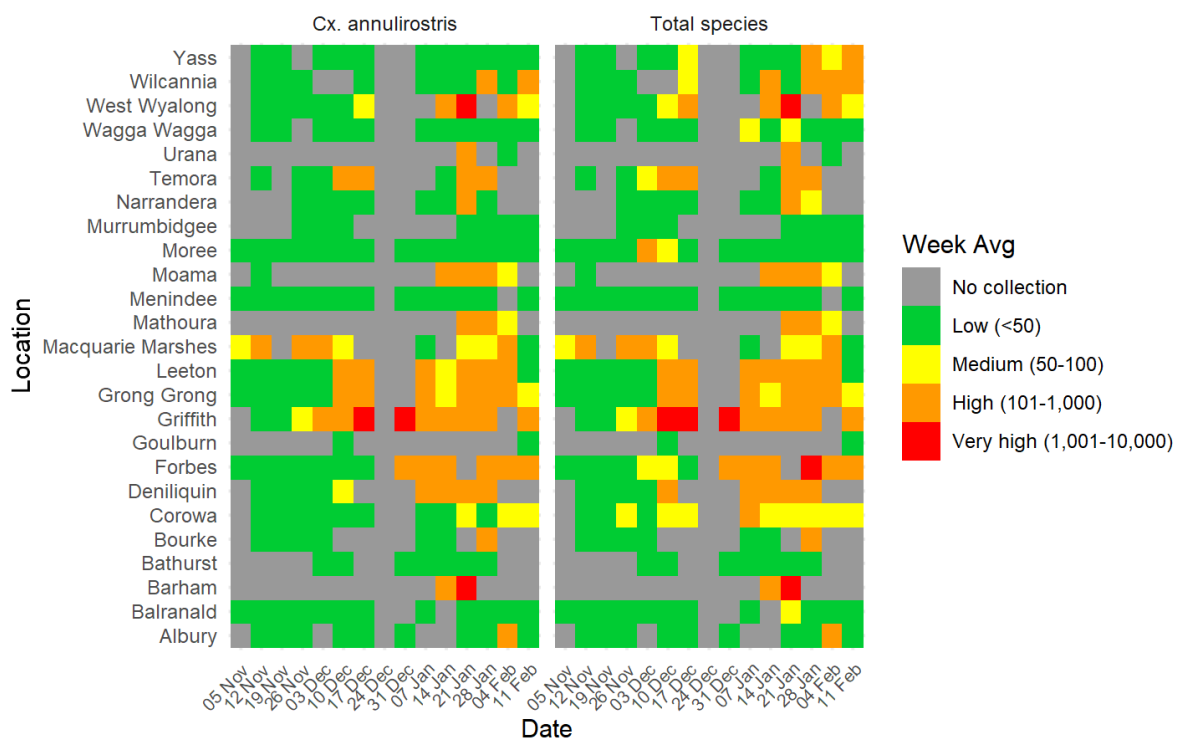 Cx. annulirostris
Total species
Yass
Wilcannia
West Wyalong
Wagga Wagga
Urana
Temora
Narrandera
Murrumbidgee
Moree
Moama
Menindee
Mathoura
Macquarie Marshes
Leeton
Grong Grong
Griffith
Goulburn
Forbes
Deniliquin
Corowa
Bourke
Bathurst
Barham
Balranald
Albury
Location
05 Nov
12 Nov
19 Nov
26 Nov
03 Dec
10 Dec
17 Dec
24 Dec
31 Dec
07 Jan
14 Jan
21 Jan
28 Jan
04 Feb
11 Feb
05 Nov
12 Nov
19 Nov
26 Nov
03 Dec
10 Dec
17 Dec
24 Dec
31 Dec
07 Jan
14 Jan
21 Jan
28 Jan
04 Feb
11 Feb
Date
Week Avg
No collection
Low (<50)
Medium (50-100)
High (101-1,000)
Very high (1,001-10,000)